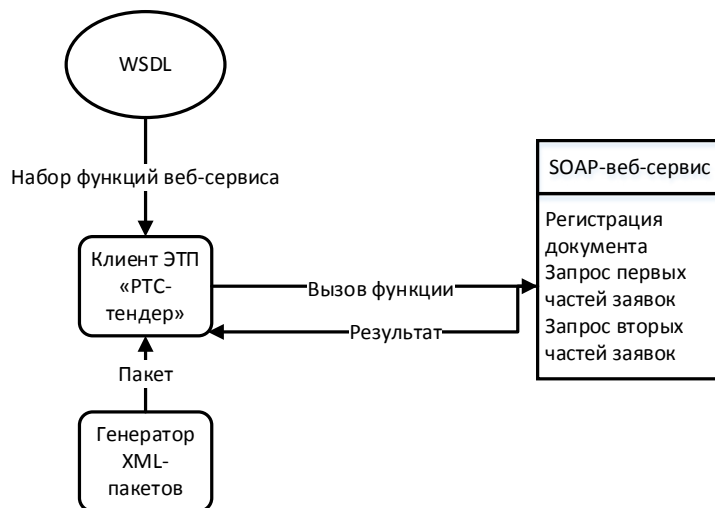 WSDL
Набор функций веб-сервиса
SOAP-веб-сервис
Регистрация
документа
Запрос первых
частей заявок
Запрос вторых
частей заявок
Клиент ЭТП
«РТС-
тендер»
Вызов функции
Результат
Пакет
Генератор
XML-
пакетов